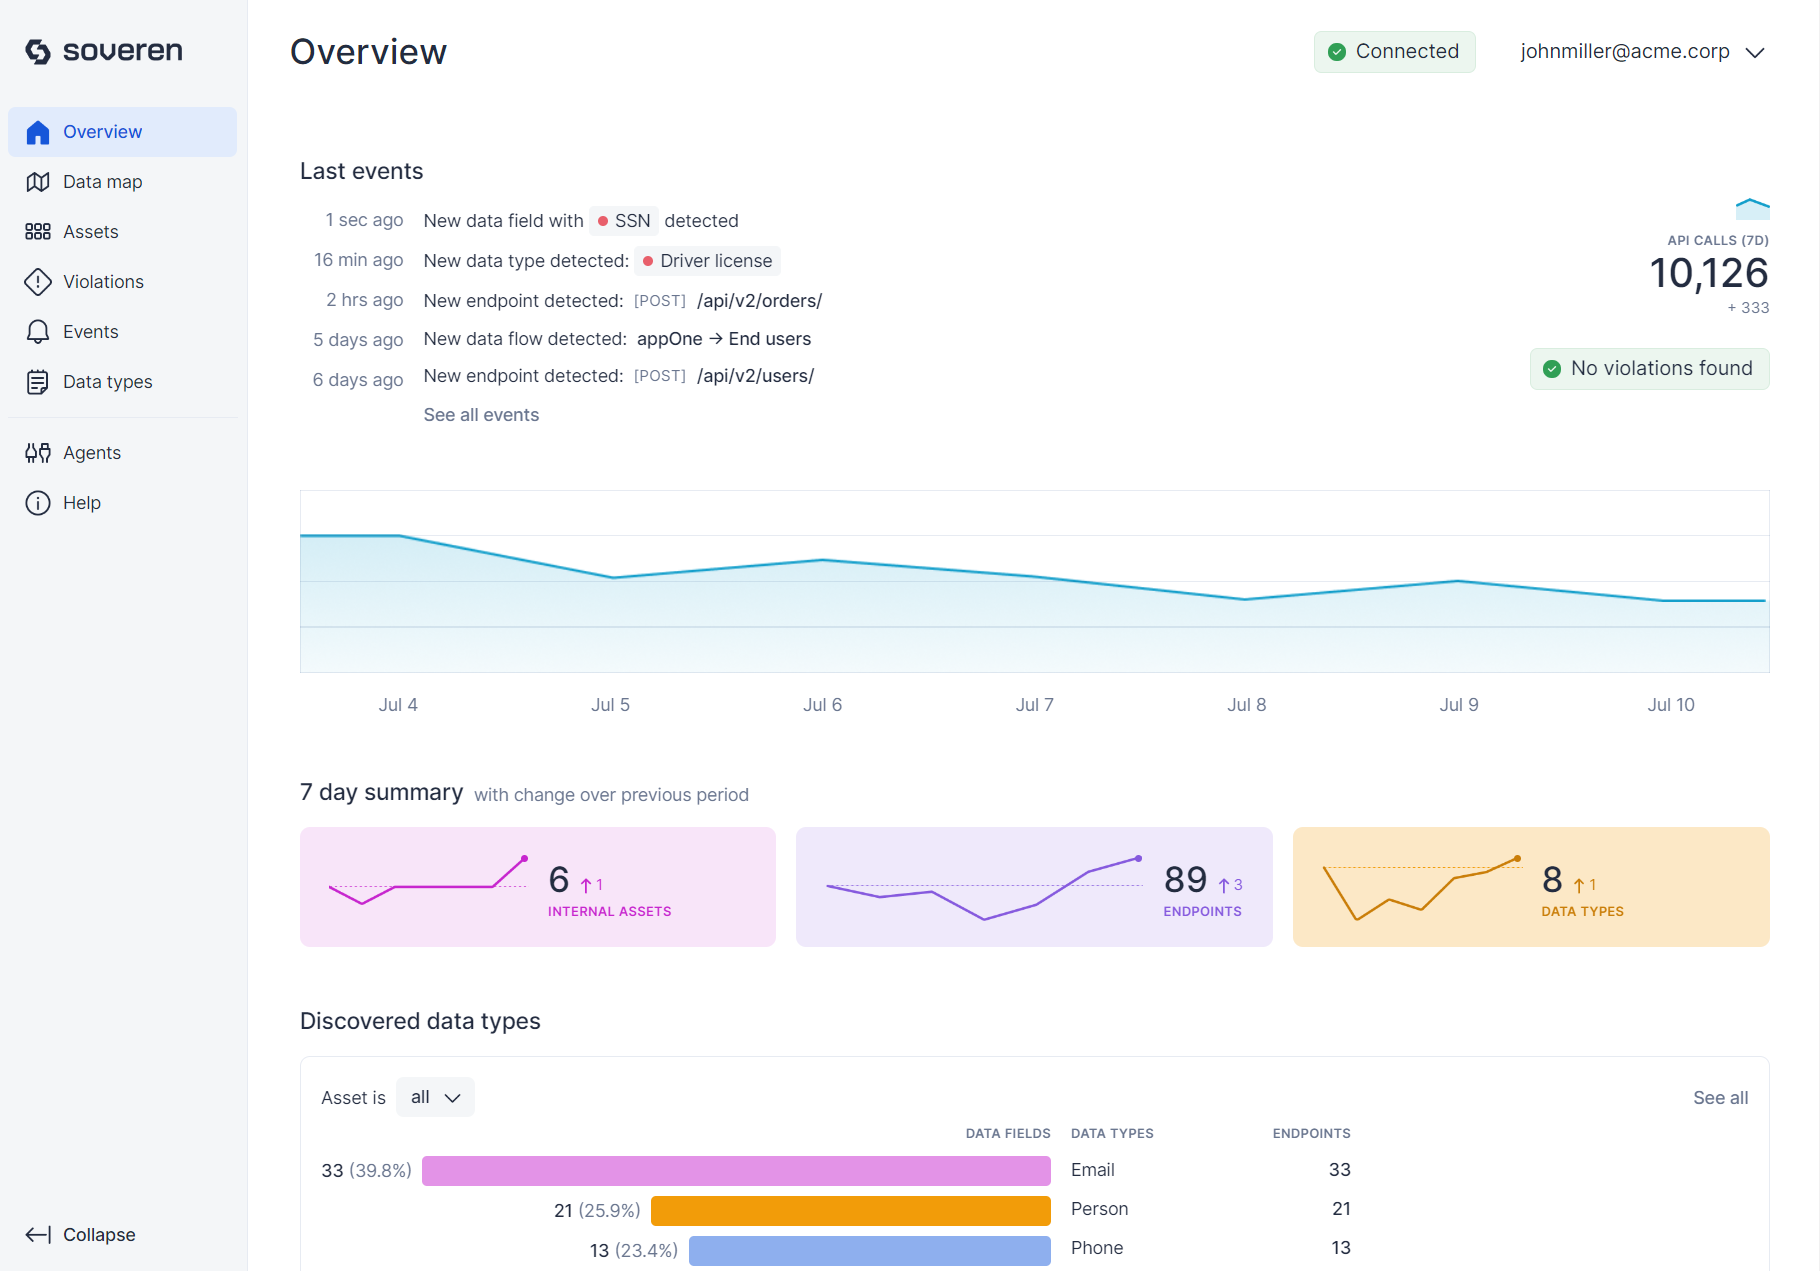 soveren
Overview
Data map
Assets
Violations
Events
Data types
Agents
Help
Collapse
Overview
Connected
johnmiller@acme.corp
Last events
1 sec ago New data field with SSN detected
16 min ago New data type detected: Driver license
2 hrs ago New endpoint detected: [POST] /api/v2/orders/
5 days ago New data flow detected: appOne → End users
6 days ago New endpoint detected: [POST] /api/v2/users/
See all events
API CALLS (7D)
10,126
+ 333
No violations found
Jul 4 Jul 5 Jul 6 Jul 7 Jul 8 Jul 9 Jul 10
7 day summary with change over previous period
6 ↑ 1
INTERNAL ASSETS
89 ↑ 3
ENDPOINTS
8 ↑ 1
DATA TYPES
Discovered data types
Asset is all
See all
DATA FIELDS DATA TYPES ENDPOINTS
33 (39.8%) Email 33
21 (25.9%) Person 21
13 (23.4%) Phone 13